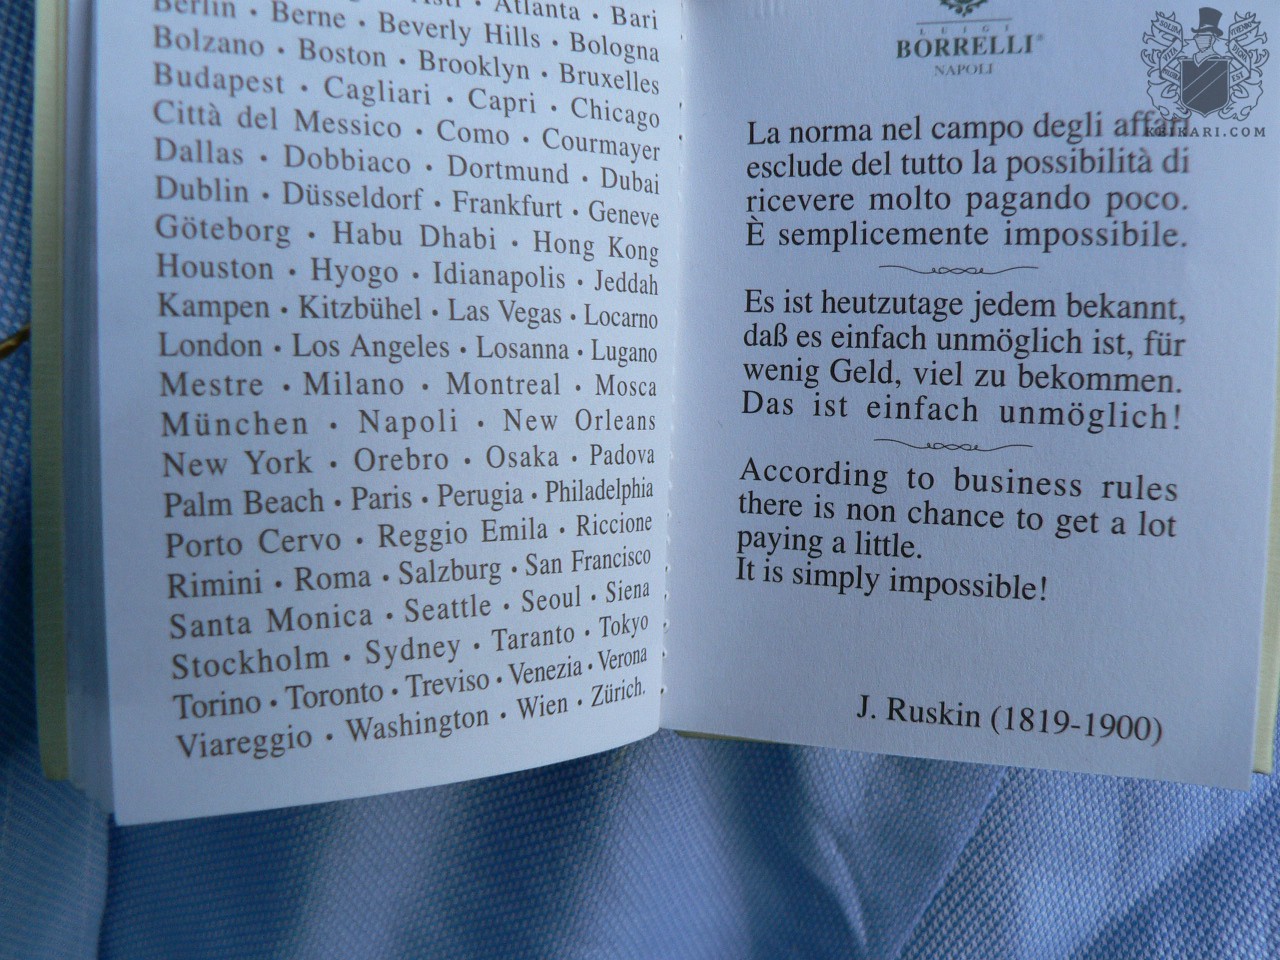 Atlanta • Bari
Berlin • Berne • Beverly Hills • Bologna
Bolzano • Boston • Brooklyn • Bruxelles
Budapest • Cagliari • Capri • Chicago
Città del Messico • Como • Courmayer
Dallas • Dobbiaco • Dortmund • Dubai
Dublin • Düsseldorf • Frankfurt • Geneve
Göteborg • Habu Dhabi • Hong Kong
Houston • Hyogo • Idianapolis • Jeddah
Kampen • Kitzbühel • Las Vegas • Locarno
London • Los Angeles • Losanna • Lugano
Mestre • Milano • Montreal • Mosca
München • Napoli • New Orleans
New York • Orebro • Osaka • Padova
Palm Beach • Paris • Perugia • Philadelphia
Porto Cervo • Reggio Emila • Riccione
Rimini • Roma • Salzburg • San Francisco
Santa Monica • Seattle • Seoul • Siena
Stockholm • Sydney • Taranto • Tokyo
Torino • Toronto • Treviso • Venezia • Verona
Viareggio • Washington • Wien • Zürich.
LUIGI
BORRELLI®
NAPOLI
La norma nel campo degli affari
esclude del tutto la possibilità di
ricevere molto pagando poco.
È semplicemente impossibile.
Es ist heutzutage jedem bekannt,
daß es einfach unmöglich ist, für
wenig Geld, viel zu bekommen.
Das ist einfach unmöglich!
According to business rules
there is non chance to get a lot
paying a little.
It is simply impossible!
J. Ruskin (1819-1900)
KEIKARI.COM